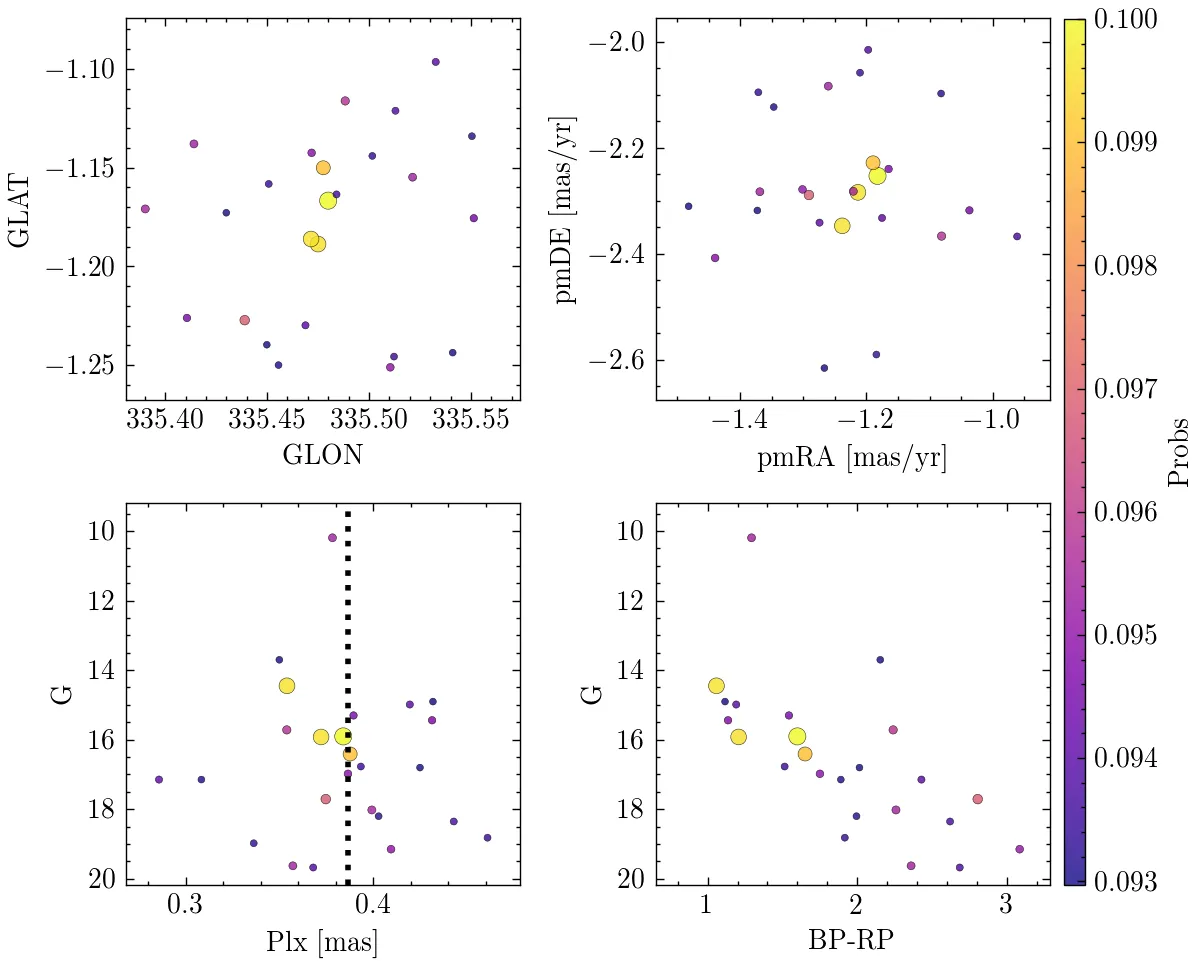 −1.10
−1.15
−1.20
−1.25
GLAT
335.40 335.45 335.50 335.55
GLON
−2.0
−2.2
−2.4
−2.6
pmDE [mas/yr]
−1.4 −1.2 −1.0
pmRA [mas/yr]
10
12
14
16
18
20
G
0.3 0.4
Plx [mas]
10
12
14
16
18
20
G
1 2 3
BP-RP
0.100
0.099
0.098
0.097
0.096
0.095
0.094
0.093
Probs